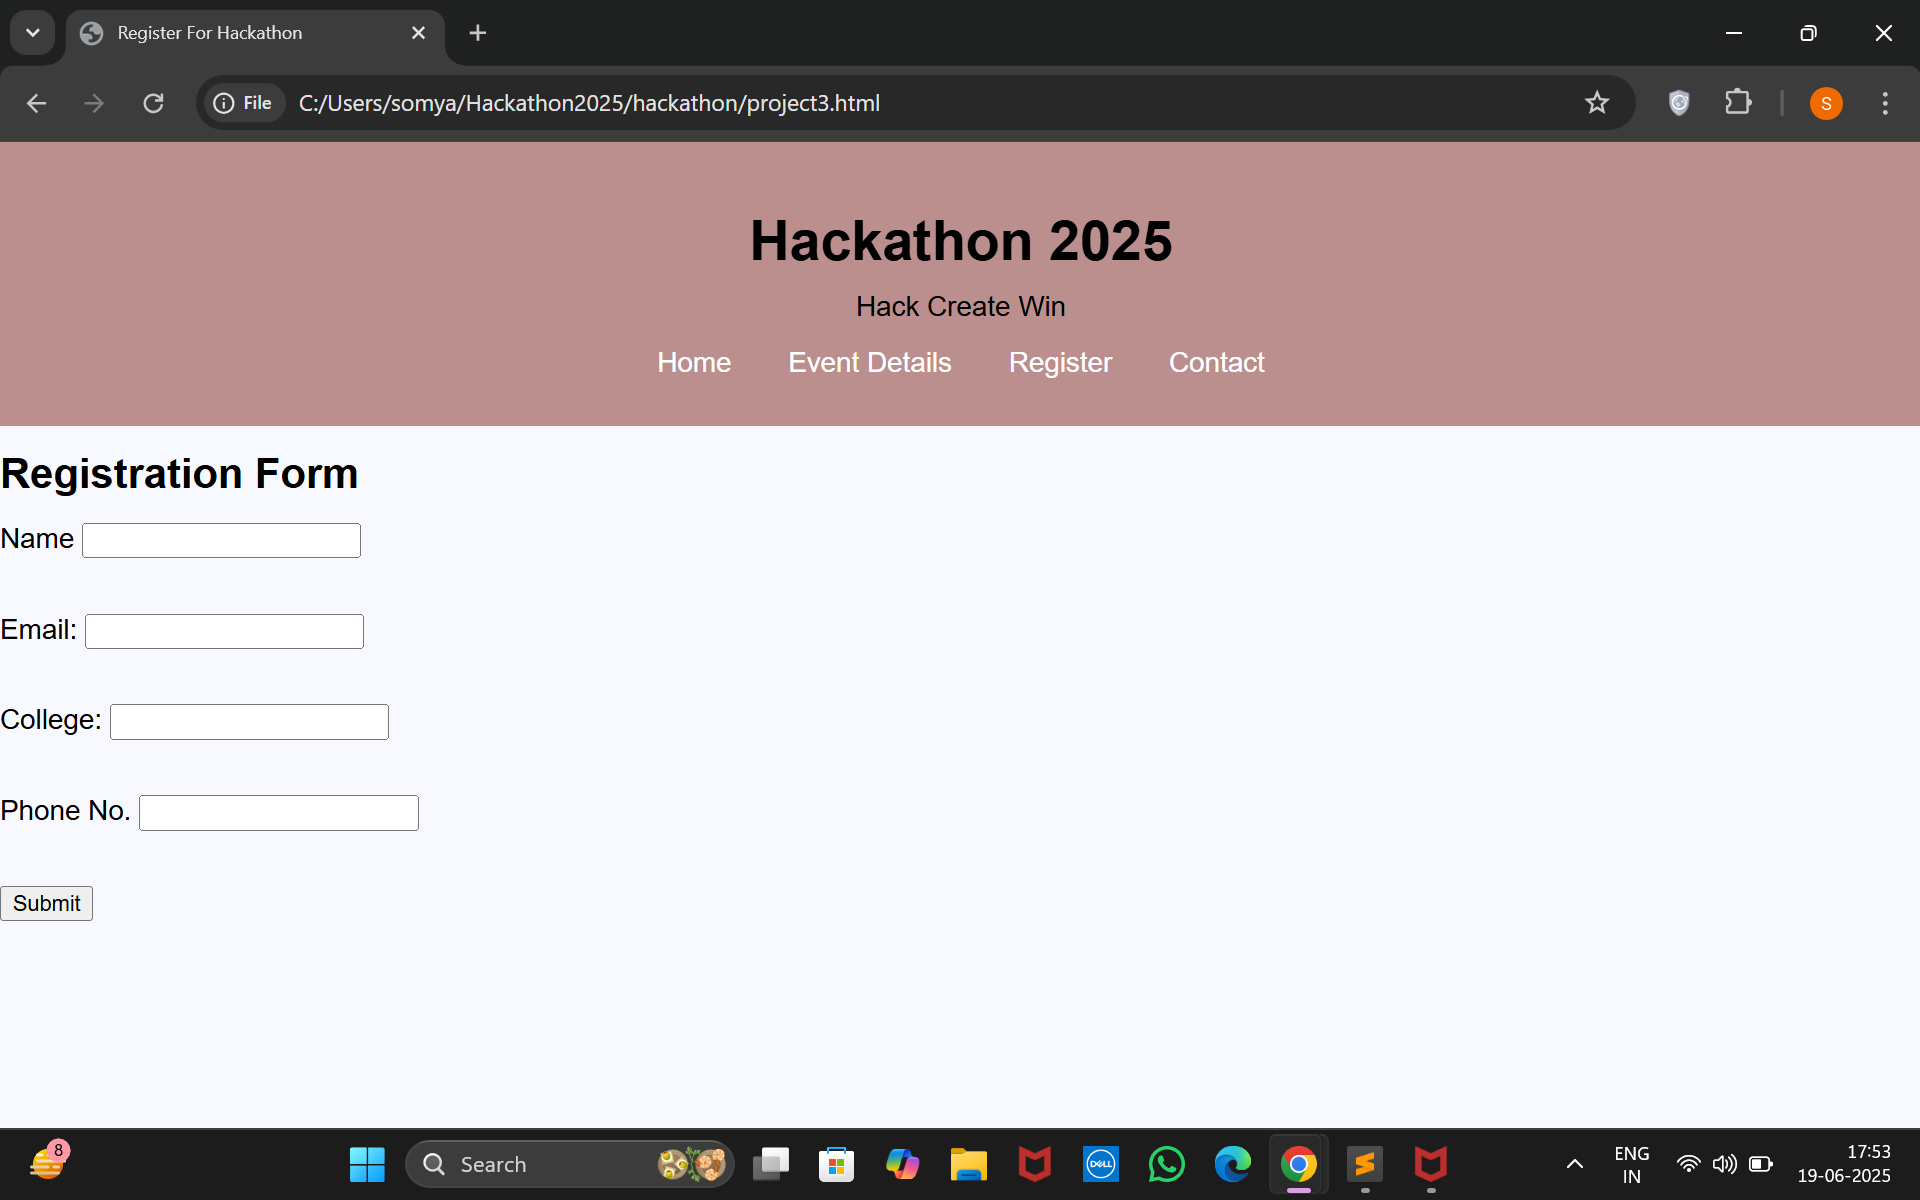 Register For Hackathon
File C:/Users/somya/Hackathon2025/hackathon/project3.html
S
Hackathon 2025
Hack Create Win
Home Event Details Register Contact
Registration Form
Name
Email:
College:
Phone No.
Submit
8
Search
DELL
ENG
IN
17:53
19-06-2025